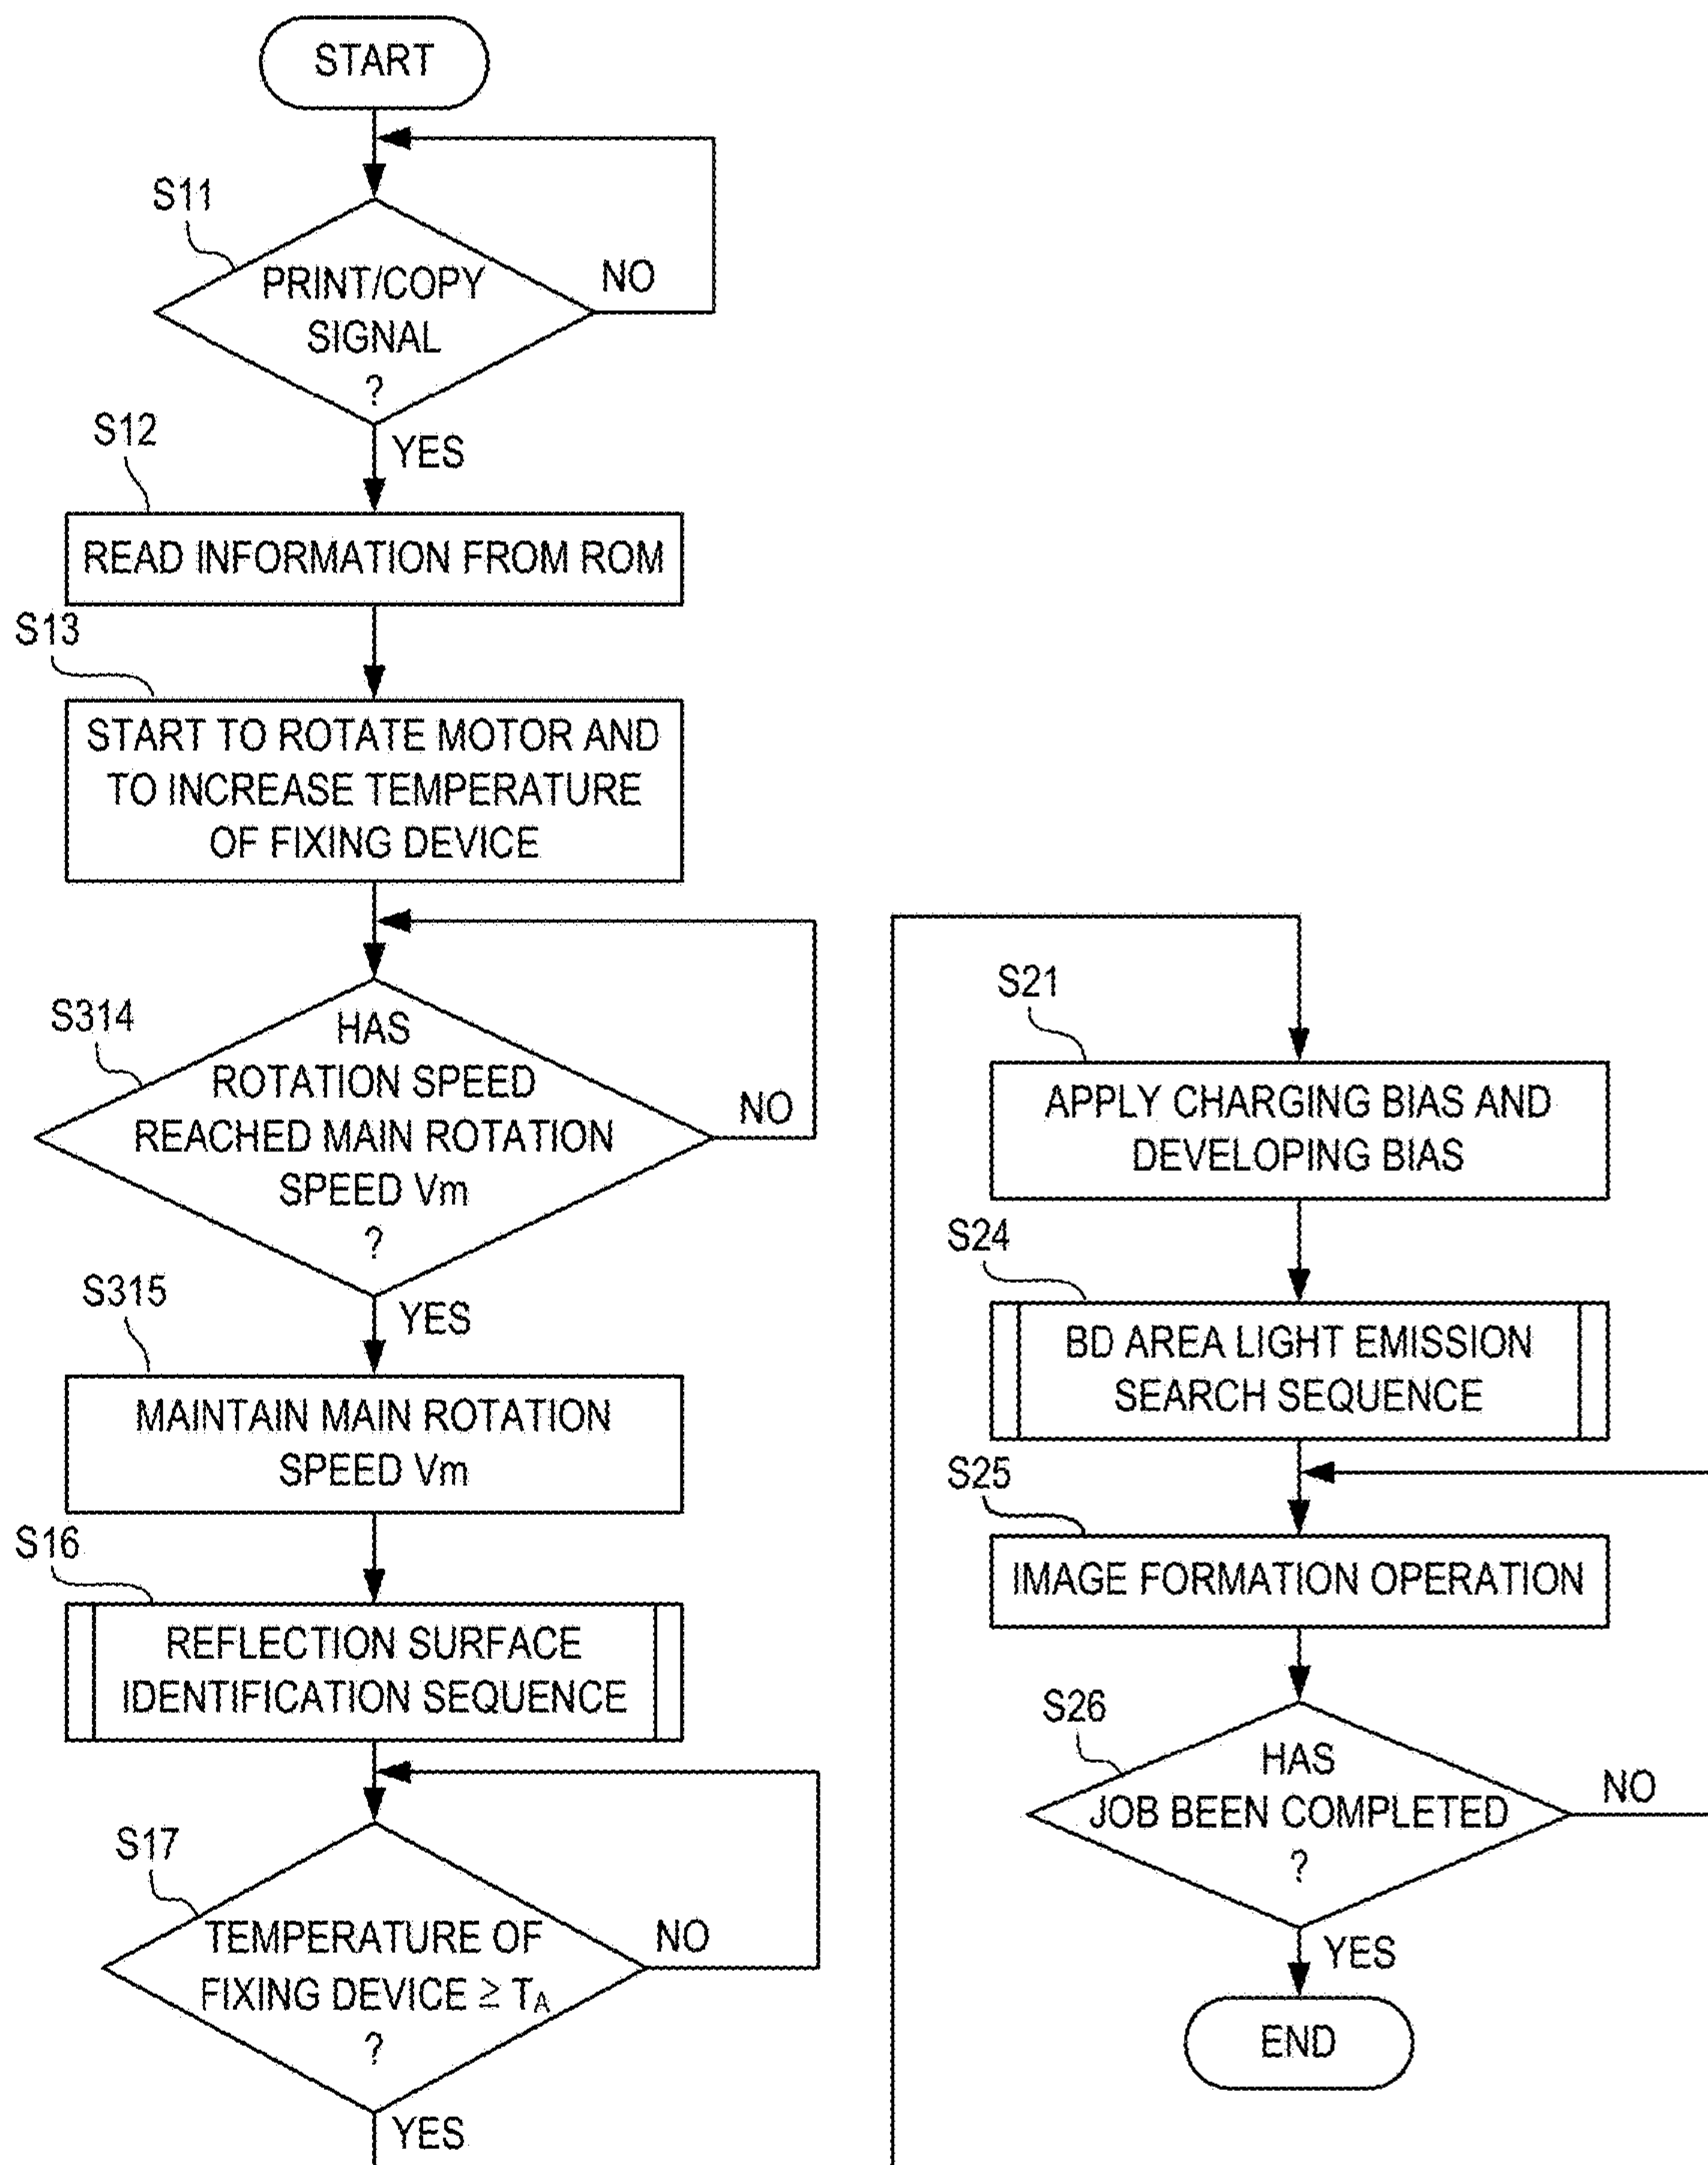 START
S11
PRINT/COPY
SIGNAL
?
NO
YES
S12
READ INFORMATION FROM ROM
S13
START TO ROTATE MOTOR AND
TO INCREASE TEMPERATURE
OF FIXING DEVICE
S314
HAS
ROTATION SPEED
REACHED MAIN ROTATION
SPEED Vm
?
NO
YES
S315
MAINTAIN MAIN ROTATION
SPEED Vm
S16
REFLECTION SURFACE
IDENTIFICATION SEQUENCE
S17
TEMPERATURE OF
FIXING DEVICE ≧ TA
?
NO
YES
S21
APPLY CHARGING BIAS AND
DEVELOPING BIAS
S24
BD AREA LIGHT EMISSION
SEARCH SEQUENCE
S25
IMAGE FORMATION OPERATION
S26
HAS
JOB BEEN COMPLETED
?
NO
YES
END